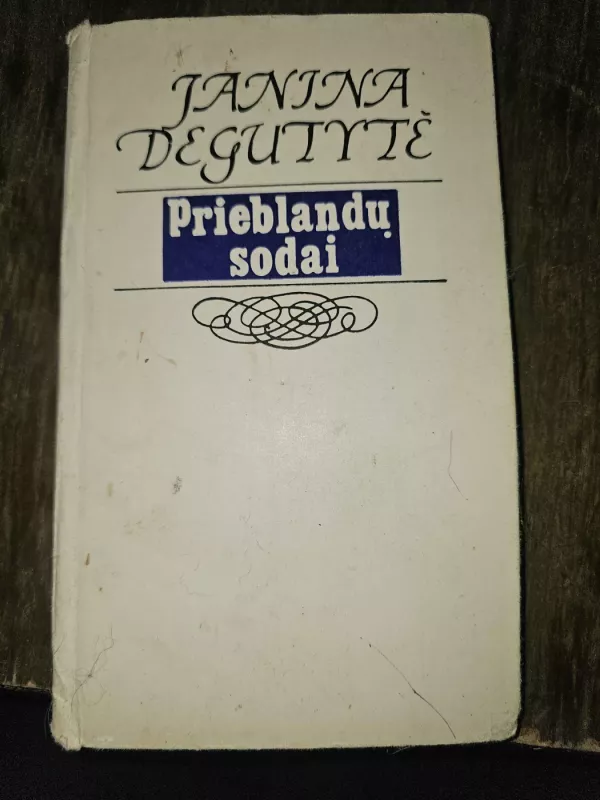 JANINA
DEGUTYTĖ
Prieblandų
sodai